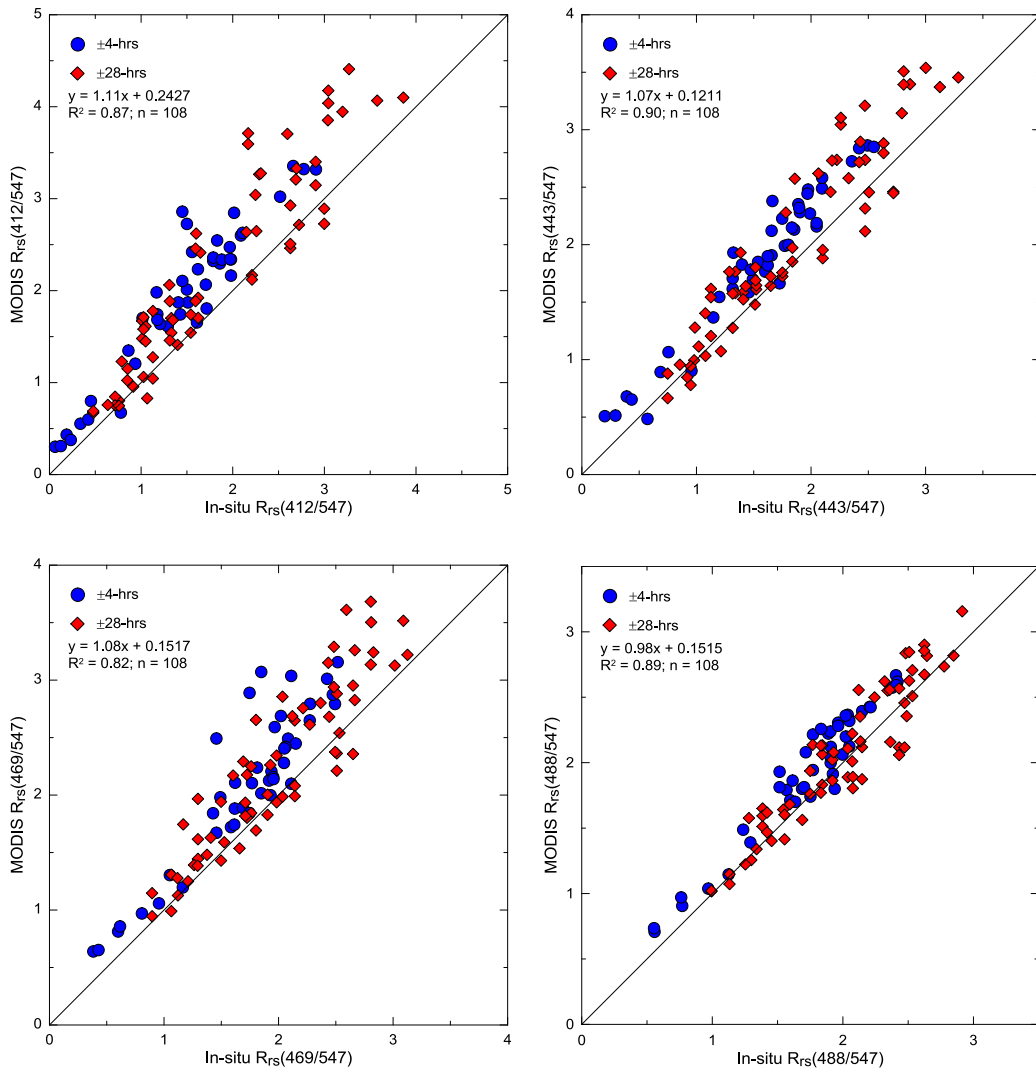 5
4
3
2
1
0
0 1 2 3 4 5
±4-hrs
±28-hrs
y = 1.11x + 0.2427
R² = 0.87; n = 108
MODIS Rrs(412/547)
In-situ Rrs(412/547)
4
3
2
1
0
0 1 2 3
±4-hrs
±28-hrs
y = 1.07x + 0.1211
R² = 0.90; n = 108
MODIS Rrs(443/547)
In-situ Rrs(443/547)
4
3
2
1
0
0 1 2 3 4
±4-hrs
±28-hrs
y = 1.08x + 0.1517
R² = 0.82; n = 108
MODIS Rrs(469/547)
In-situ Rrs(469/547)
3
2
1
0
0 1 2 3
±4-hrs
±28-hrs
y = 0.98x + 0.1515
R² = 0.89; n = 108
MODIS Rrs(488/547)
In-situ Rrs(488/547)